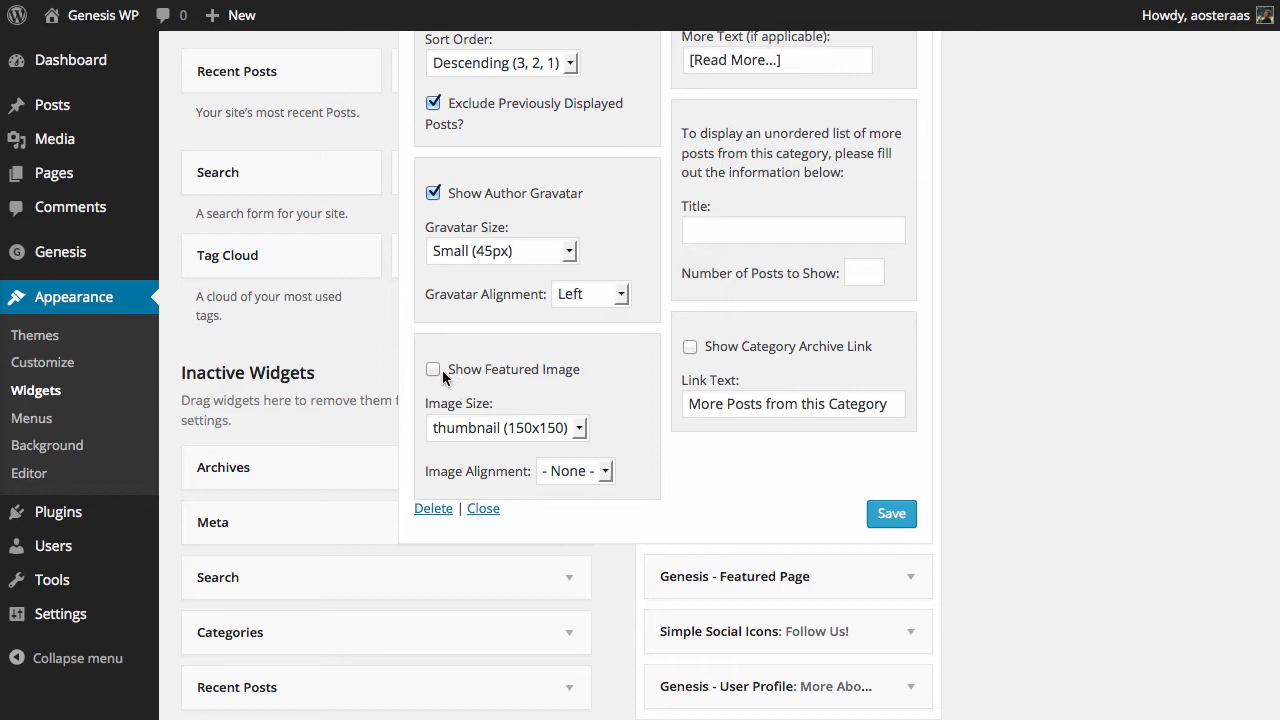 Genesis WP
0
New
Howdy, aosteraas
Dashboard
Posts
Media
Pages
Comments
Genesis
Appearance
Themes
Customize
Widgets
Menus
Background
Editor
Plugins
Users
Tools
Settings
Collapse menu
Recent Posts
Your site's most recent Posts.
Search
A search form for your site.
Tag Cloud
A cloud of your most used
tags.
Inactive Widgets
Drag widgets here to remove them f
settings.
Archives
Meta
Search
Categories
Recent Posts
Sort Order:
Descending (3, 2, 1)
Exclude Previously Displayed
Posts?
Show Author Gravatar
Gravatar Size:
Small (45px)
Gravatar Alignment: Left
Show Featured Image
Image Size:
thumbnail (150x150)
Image Alignment: - None -
Delete | Close
More Text (if applicable):
[Read More...]
To display an unordered list of more
posts from this category, please fill
out the information below:
Title:
Number of Posts to Show:
Show Category Archive Link
Link Text:
More Posts from this Category
Save
Genesis - Featured Page
Simple Social Icons: Follow Us!
Genesis - User Profile: More Abo...